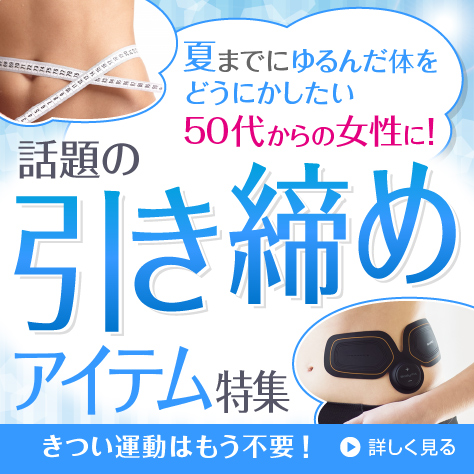 夏までにゆるんだ体を
どうにかしたい
50代からの女性に!
話題の
引き締め
アイテム特集
きつい運動はもう不要！
詳しく見る